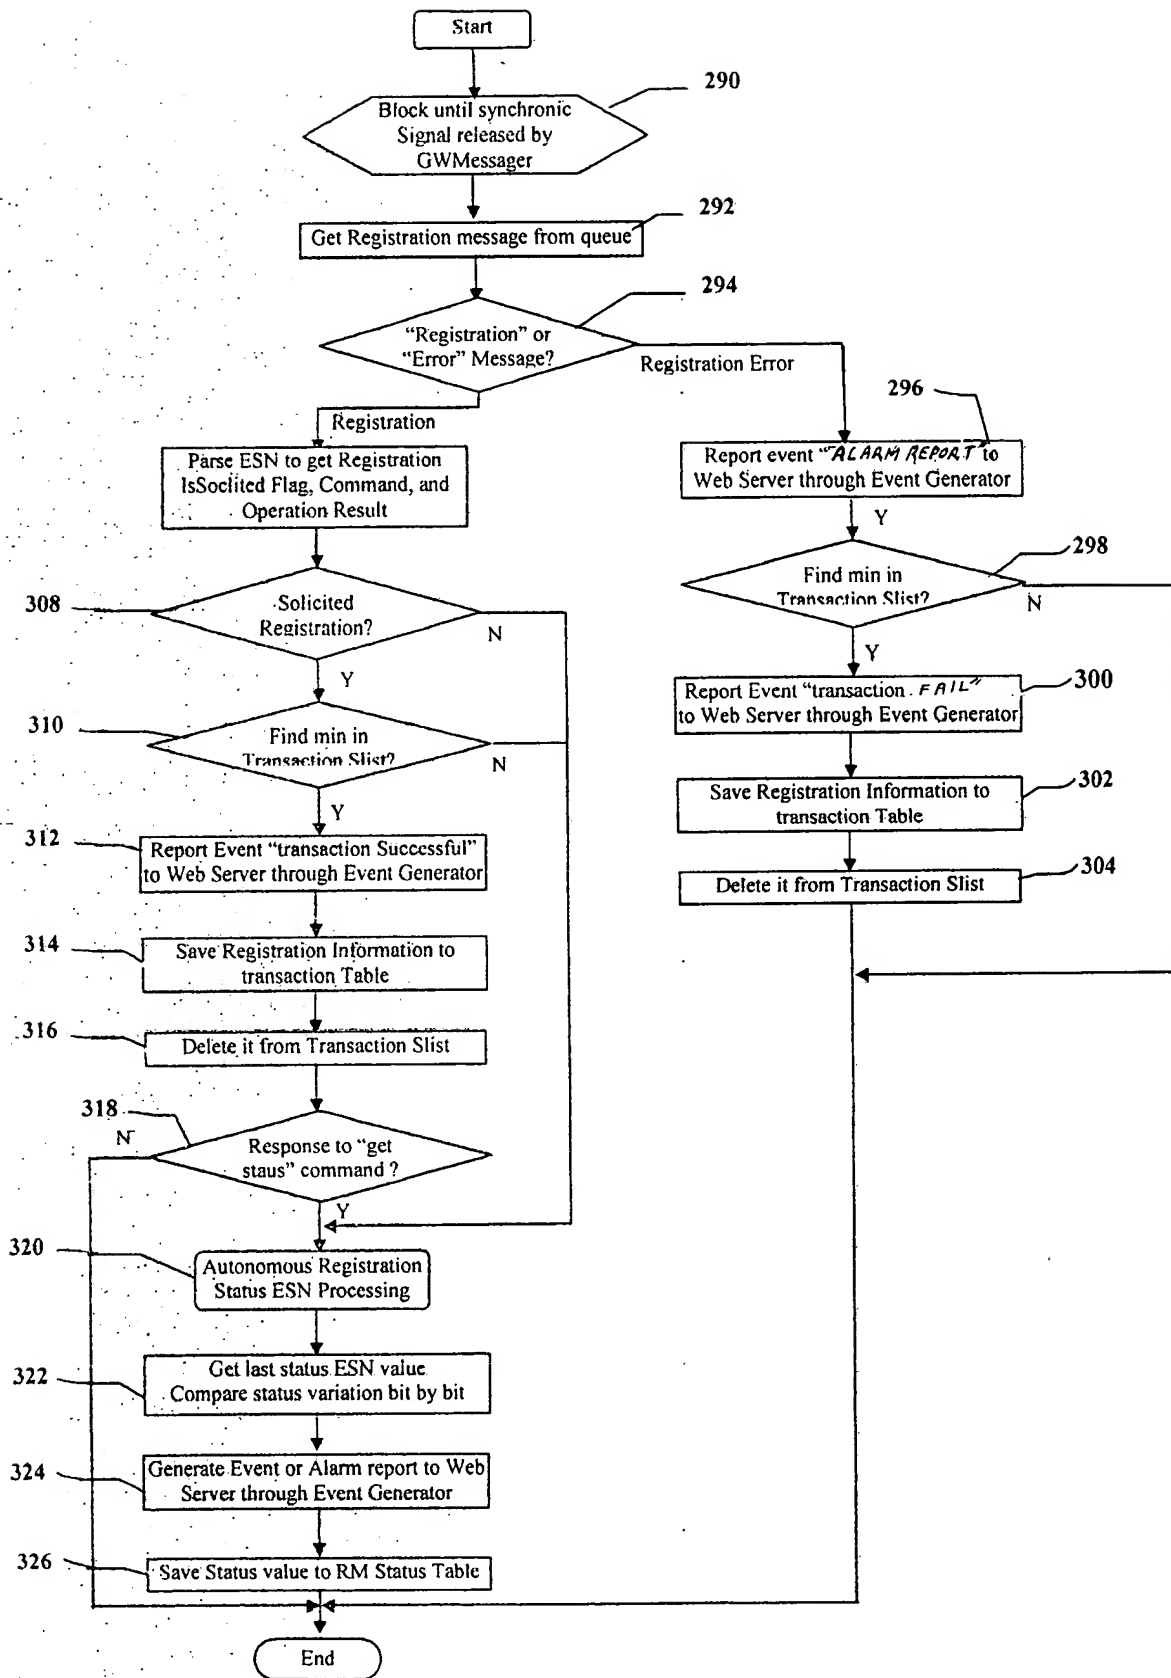 Start
290
Block until synchronic
Signal released by
GWMessager
292
Get Registration message from queue
294
"Registration" or
"Error" Message?
Registration Error
Registration
296
Report event "ALARM REPORT" to
Web Server through Event Generator
Y
Parse ESN to get Registration
IsSoclited Flag, Command, and
Operation Result
298
Find min in
Transaction Slist?
N
Y
308
Solicited
Registration?
N
Y
300
Report Event "transaction FAIL"
to Web Server through Event Generator
310
Find min in
Transaction Slist?
N
Y
302
Save Registration Information to
transaction Table
312
Report Event "transaction Successful"
to Web Server through Event Generator
304
Delete it from Transaction Slist
314
Save Registration Information to
transaction Table
316
Delete it from Transaction Slist
318
N
Response to "get
staus" command ?
Y
320
Autonomous Registration
Status ESN Processing
322
Get last status ESN value
Compare status variation bit by bit
324
Generate Event or Alarm report to Web
Server through Event Generator
326
Save Status value to RM Status Table
End